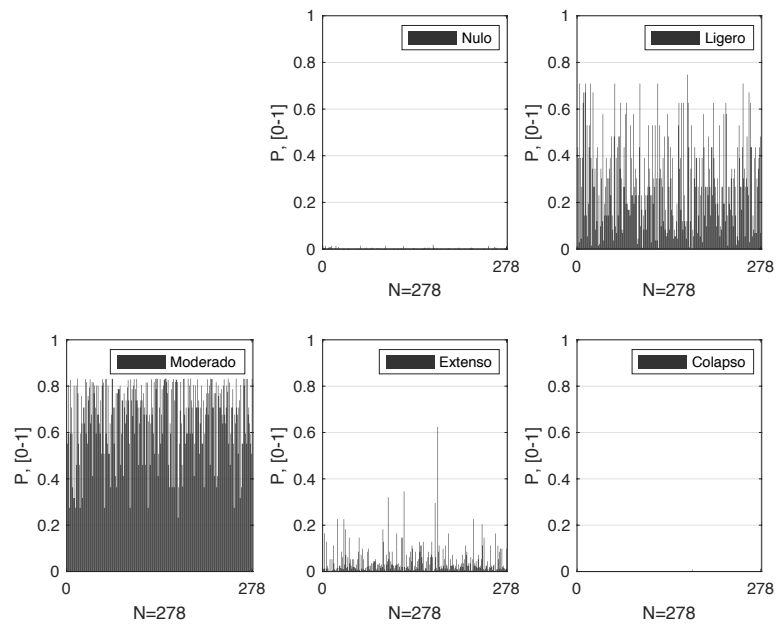 1
Nulo
0.8
0.6
P, [0-1]
0.4
0.2
0
0
278
N=278
1
Ligero
0.8
0.6
P, [0-1]
0.4
0.2
0
0
278
N=278
1
Moderado
0.8
0.6
P, [0-1]
0.4
0.2
0
0
278
N=278
1
Extenso
0.8
0.6
P, [0-1]
0.4
0.2
0
0
278
N=278
1
Colapso
0.8
0.6
P, [0-1]
0.4
0.2
0
0
278
N=278